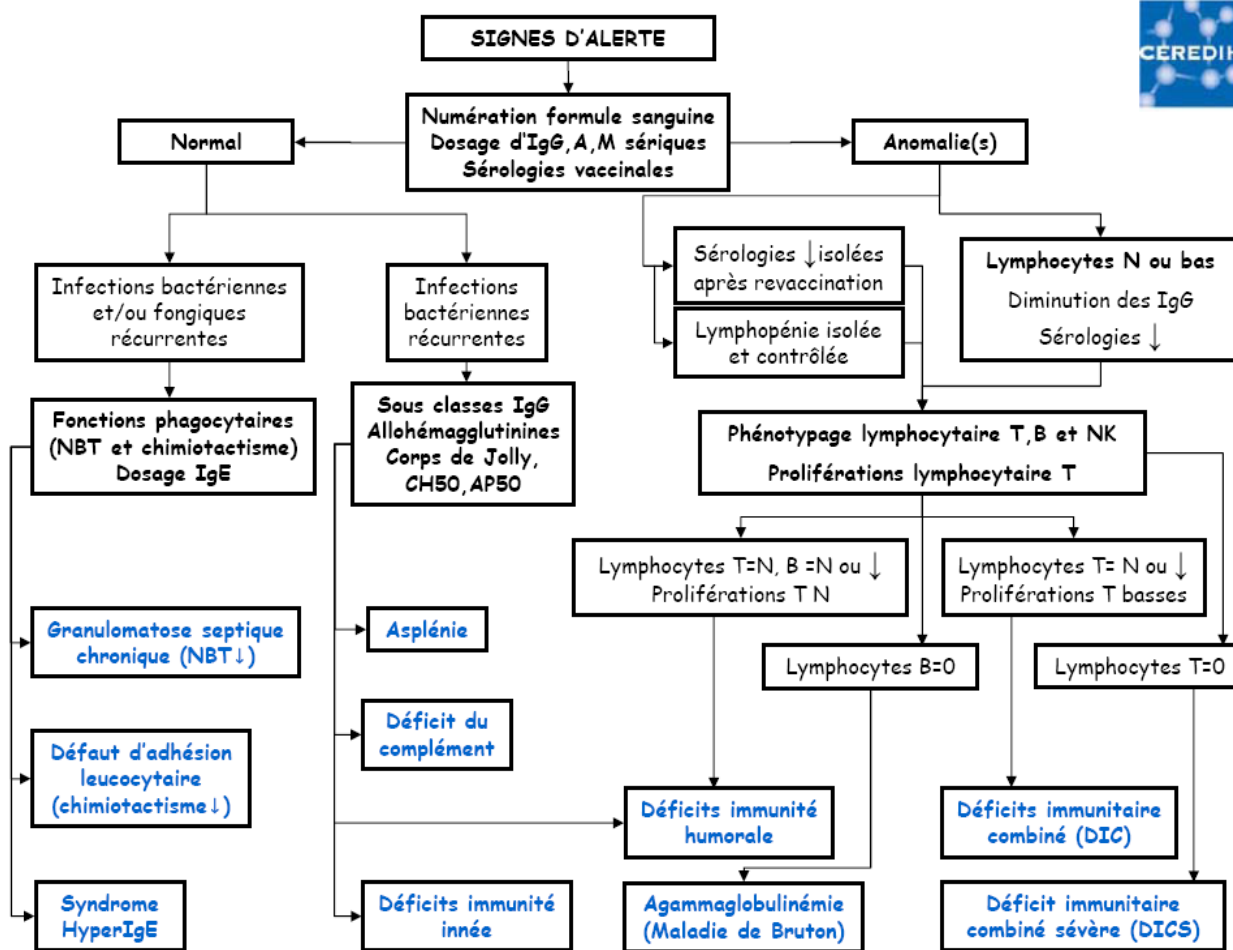 SIGNES D'ALERTE
CEREDIH
Numération formule sanguine
Dosage d'IgG,A,M sériques
Sérologies vaccinales
Normal
Anomalie(s)
Infections bactériennes
et/ou fongiques
récurrentes
Infections
bactériennes
récurrentes
Sérologies ↓isolées
après revaccination
Lymphopénie isolée
et contrôlée
Lymphocytes N ou bas
Diminution des IgG
Sérologies ↓
Fonctions phagocytaires
(NBT et chimiotactisme)
Dosage IgE
Sous classes IgG
Allohémagglutinines
Corps de Jolly,
CH50,AP50
Phénotypage lymphocytaire T,B et NK
Proliférations lymphocytaire T
Lymphocytes T=N, B =N ou ↓
Proliférations T N
Lymphocytes T= N ou ↓
Proliférations T basses
Granulomatose septique
chronique (NBT↓)
Asplénie
Lymphocytes B=0
Lymphocytes T=0
Défaut d'adhésion
leucocytaire
(chimiotactisme↓)
Déficit du
complément
Déficits immunité
humorale
Déficits immunitaire
combiné (DIC)
Syndrome
HyperIgE
Déficits immunité
innée
Agammaglobulinémie
(Maladie de Bruton)
Déficit immunitaire
combiné sévère (DICS)